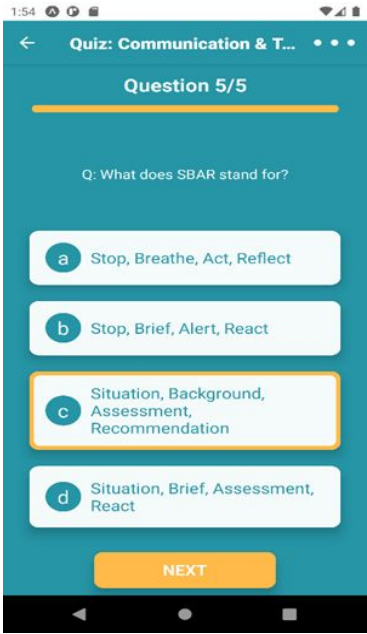 1:54
Quiz: Communication & T...
Question 5/5
Q: What does SBAR stand for?
a Stop, Breathe, Act, Reflect
b Stop, Brief, Alert, React
c Situation, Background,
Assessment,
Recommendation
d Situation, Brief, Assessment,
React
NEXT